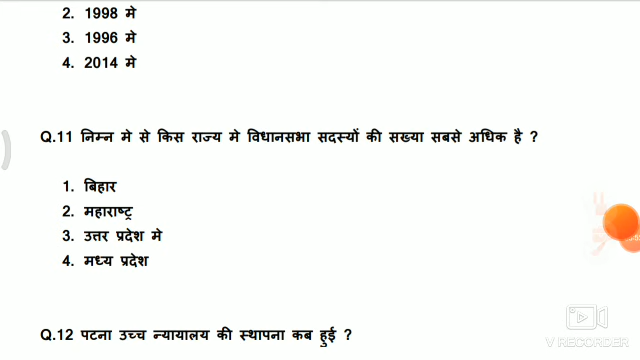 2. 1998 मे
3. 1996 मे
4. 2014 मे
Q.11 निम्न मे से किस राज्य मे विधानसभा सदस्यों की सख्या सबसे अधिक है ?
1. बिहार
2. महाराष्ट्र
3. उत्तर प्रदेश मे
4. मध्य प्रदेश
Q.12 पटना उच्च न्यायालय की स्थापना कब हुई ?
V RECORDER